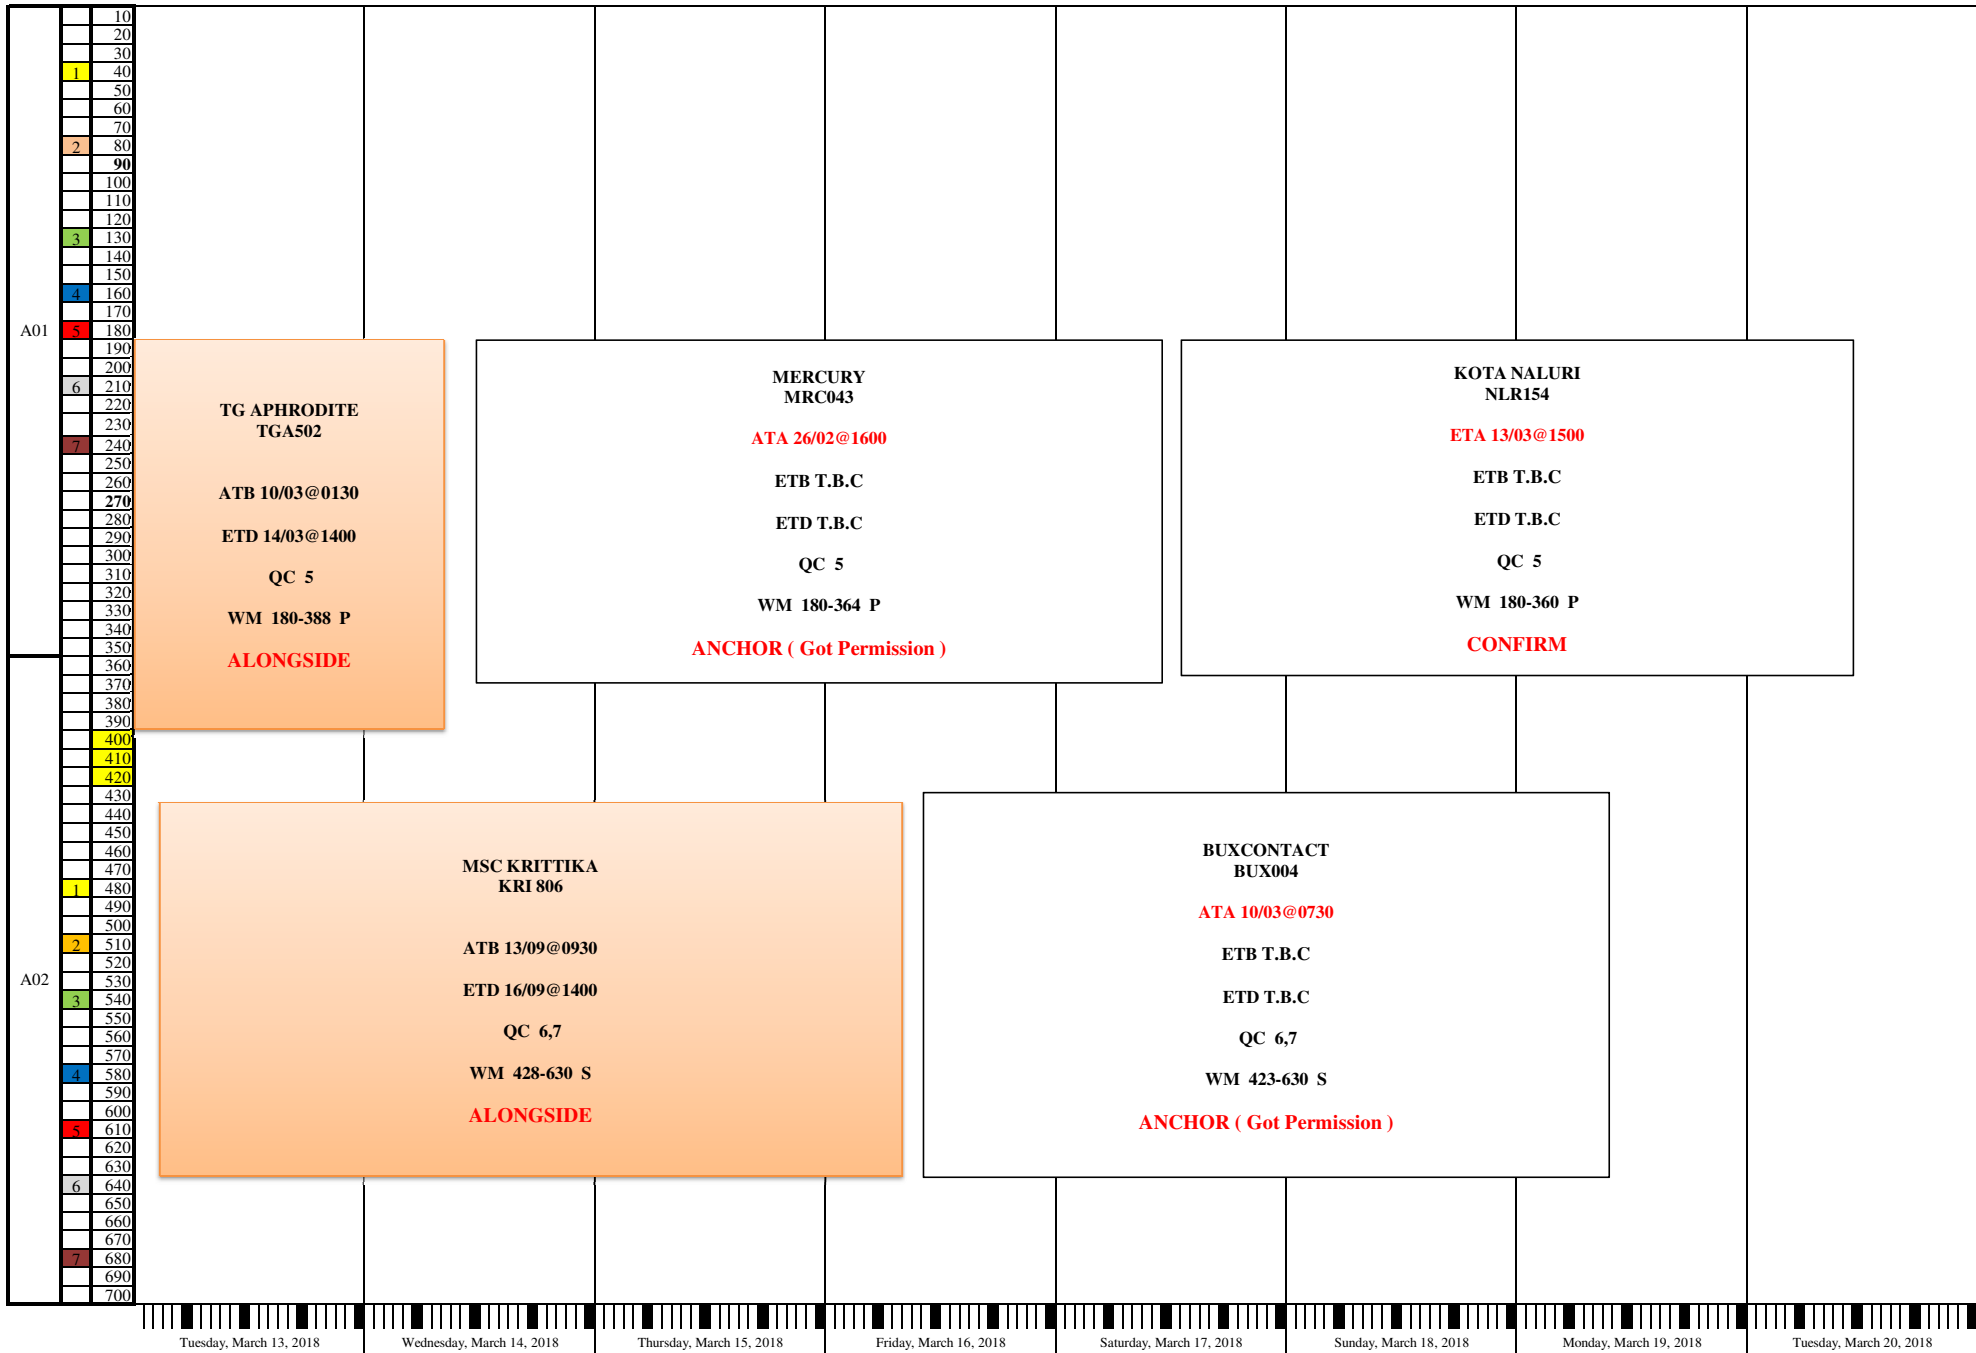 10
20
30
1 40
50
60
70
2 80
90
100
110
120
3 130
140
150
4 160
170
A01 5 180
190
200
6 210
220
230
7 240
250
260
270
280
290
300
310
320
330
340
350
360
370
380
390
400
410
420
430
440
450
460
470
1 480
490
500
2 510
520
A02 530
3 540
550
560
570
4 580
590
600
5 610
620
630
6 640
650
660
670
7 680
690
700
TG APHRODITE
TGA502
ATB 10/03@0130
ETD 14/03@1400
QC 5
WM 180-388 P
ALONGSIDE
MERCURY
MRC043
ATA 26/02@1600
ETB T.B.C
ETD T.B.C
QC 5
WM 180-364 P
ANCHOR ( Got Permission )
KOTA NALURI
NLR154
ETA 13/03@1500
ETB T.B.C
ETD T.B.C
QC 5
WM 180-360 P
CONFIRM
MSC KRITTIKA
KRI 806
ATB 13/09@0930
ETD 16/09@1400
QC 6,7
WM 428-630 S
ALONGSIDE
BUXCONTACT
BUX004
ATA 10/03@0730
ETB T.B.C
ETD T.B.C
QC 6,7
WM 423-630 S
ANCHOR ( Got Permission )
Tuesday, March 13, 2018 Wednesday, March 14, 2018 Thursday, March 15, 2018 Friday, March 16, 2018 Saturday, March 17, 2018 Sunday, March 18, 2018 Monday, March 19, 2018 Tuesday, March 20, 2018